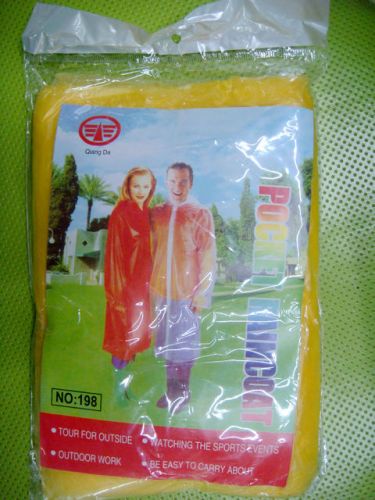 Qiang Da
POCKET RAINCOAT
NO:198
• TOUR FOR OUTSIDE
• WATCHING THE SPORTS EVENTS
• OUTDOOR WORK
• BE EASY TO CARRY ABOUT